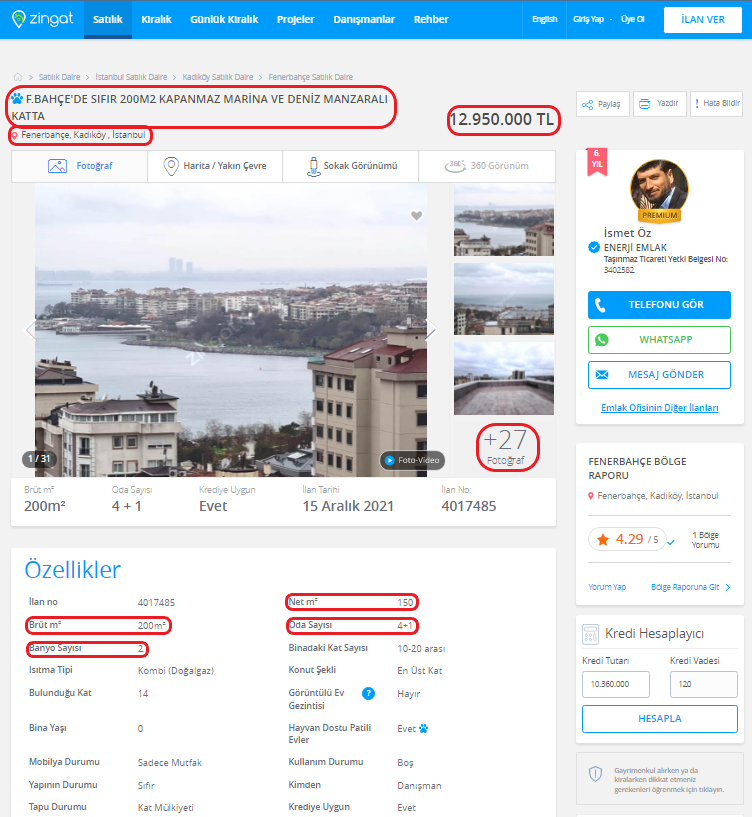 zingat
Satılık Kiralık Günlük Kiralık Projeler Danışmanlar Rehber English Giriş Yap · Üye Ol İLAN VER
Satılık Daire > İstanbul Satılık Daire > Kadıköy Satılık Daire > Fenerbahçe Satılık Daire
F.BAHÇE'DE SIFIR 200M2 KAPANMAZ MARİNA VE DENİZ MANZARALI
KATTA
12.950.000 TL
Fenerbahçe, Kadıköy , İstanbul
Paylaş Yazdır Hata Bildir
Fotoğraf Harita / Yakın Çevre Sokak Görünümü 360° 360 Görünüm
1 / 31
Foto-Video
+27
Fotoğraf
Brüt m² Oda Sayısı Krediye Uygun İlan Tarihi İlan No:
200m² 4 + 1 Evet 15 Aralık 2021 4017485
6.
YIL
PREMIUM
İsmet Öz
ENERJİ EMLAK
Taşınmaz Ticareti Yetki Belgesi No:
3402582
TELEFONU GÖR
WHATSAPP
MESAJ GÖNDER
Emlak Ofisinin Diğer İlanları
FENERBAHÇE BÖLGE
RAPORU
Fenerbahçe, Kadıköy, İstanbul
4.29 / 5 1 Bölge
Yorumu
Yorum Yap Bölge Raporuna Git >
Özellikler
İlan no 4017485 Net m² 150
Brüt m² 200m² Oda Sayısı 4+1
Banyo Sayısı 2 Binadaki Kat Sayısı 10-20 arası
Isıtma Tipi Kombi (Doğalgaz) Konut Şekli En Üst Kat
Bulunduğu Kat 14 Görüntülü Ev
Gezintisi ? Hayır
Bina Yaşı 0 Hayvan Dostu Patili
Evler Evet
Mobilya Durumu Sadece Mutfak Kullanım Durumu Boş
Yapının Durumu Sıfır Kimden Danışman
Tapu Durumu Kat Mülkiyeti Krediye Uygun Evet
Kredi Hesaplayıcı
Kredi Tutarı Kredi Vadesi
10.360.000 120
HESAPLA
Gayrimenkul alırken ya da
kiralarken dikkat etmeniz
gerekenleri öğrenmek için tıklayın.